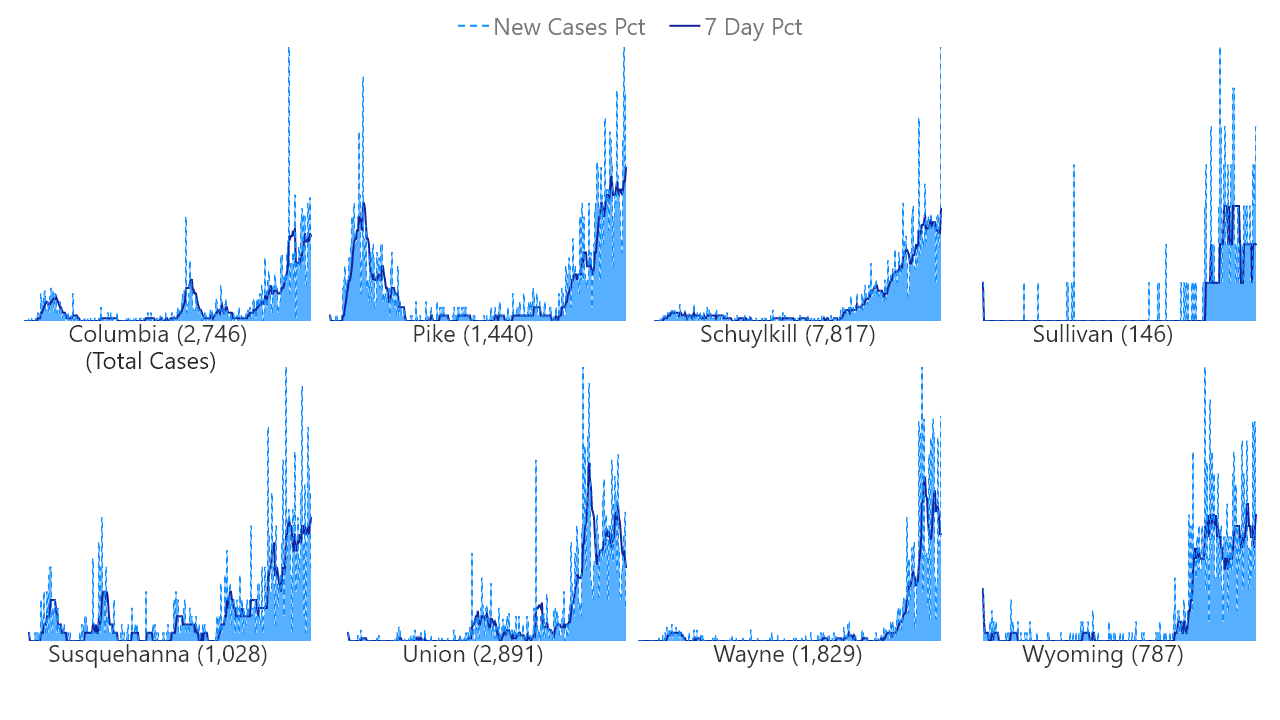 New Cases Pct 7 Day Pct
Columbia (2,746) Pike (1,440) Schuylkill (7,817) Sullivan (146)
(Total Cases)
Susquehanna (1,028) Union (2,891) Wayne (1,829) Wyoming (787)